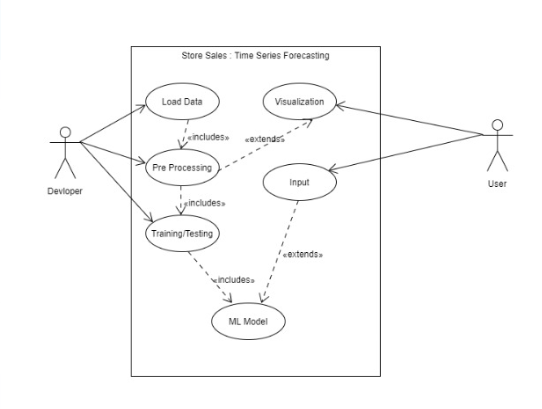 Store Sales : Time Series Forecasting
Load Data
Visualization
«includes»
«extends»
Devloper
Pre Processing
Input
User
«includes»
Training/Testing
«extends»
«includes»
ML Model